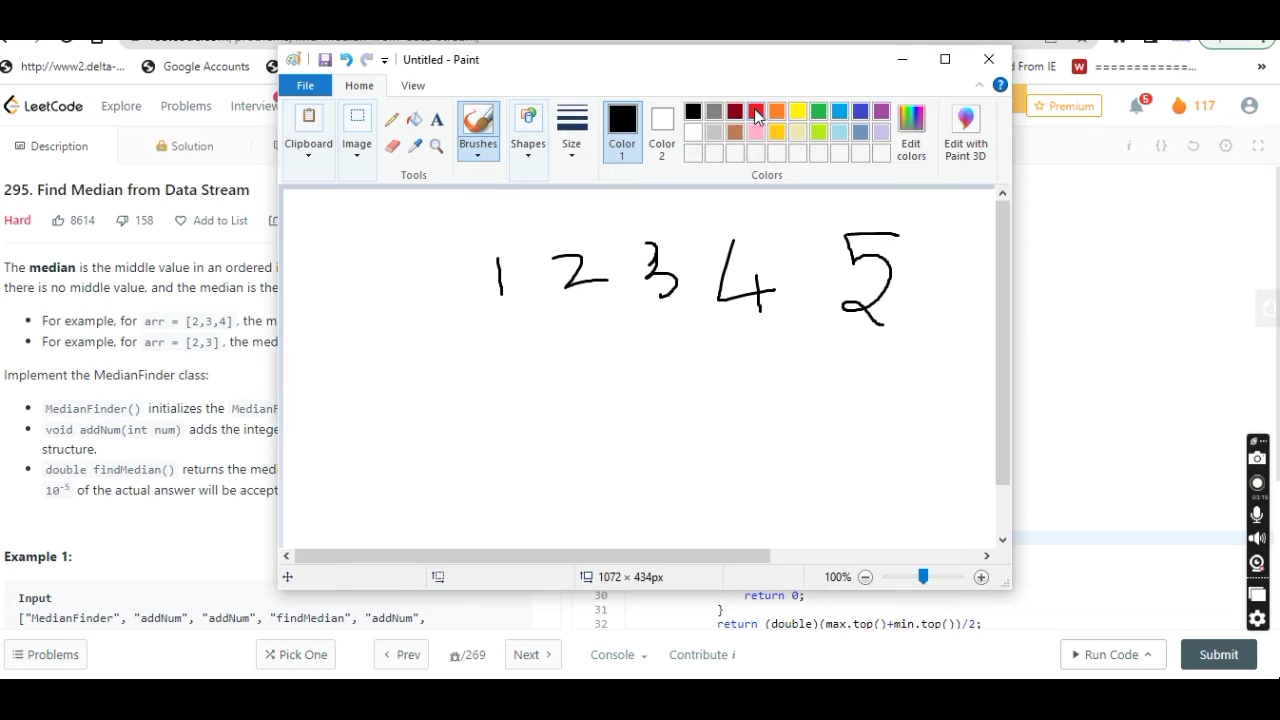 http://www2.delta-...
Google Accounts
d From IE
============
»
Untitled - Paint
File
Home
View
Clipboard
Image
Tools
Brushes
Shapes
Size
Color 1
Color 2
Edit colors
Edit with Paint 3D
Colors
LeetCode
Explore
Problems
Interview
Premium
5
117
Description
Solution
295. Find Median from Data Stream
Hard
8614
158
Add to List
The median is the middle value in an ordered i
there is no middle value, and the median is the
For example, for arr = [2,3,4], the m
For example, for arr = [2,3], the med
Implement the MedianFinder class:
MedianFinder() initializes the MedianF
void addNum(int num) adds the intege
structure.
double findMedian() returns the med
10-5 of the actual answer will be accept
Example 1:
Input
["MedianFinder", "addNum", "addNum", "findMedian", "addNum",
1 2 3 4 5
1072 × 434px
100%
30 return 0;
31 }
32 return (double)(max.top()+min.top())/2;
03:15
Problems
Pick One
Prev
/269
Next
Console
Contribute i
Run Code
Submit